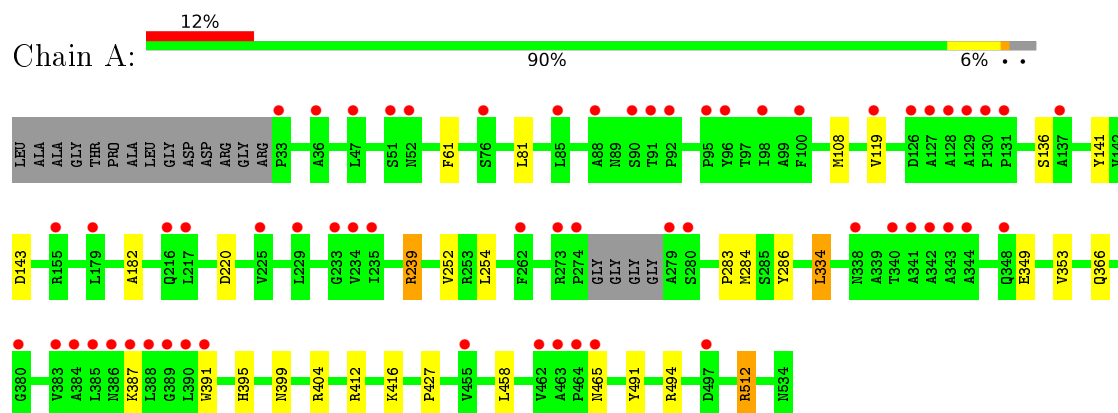 12%
Chain A:
90% 6% • •
LEU ALA ALA GLY THR PRO ALA LEU GLY ASP ASP ARG GLY ARG P33 A36 L47 S51 N52 F61 S76 L81 L85 A88 N89 S90 T91 P92 P95 Y96 T97 I98 A99 F100 M108 V119 D126 A127 A128 A129 P130 P131 S136 A137 Y141
D143 R155 L179 A182 Q216 L217 D220 V225 L229 G233 V234 I235 R239 V252 R253 L254 F262 R273 P274 GLY GLY GLY GLY A279 S280 P283 M284 S285 Y286 L334 N338 A339 T340 A341 A342 A343 A344 Q348 E349 V353 Q366
G380 V383 A384 L385 N386 K387 L388 G389 L390 W391 H395 N399 R404 R412 K416 P427 V455 L458 V462 A463 P464 N465 Y491 R494 D497 R512 N534